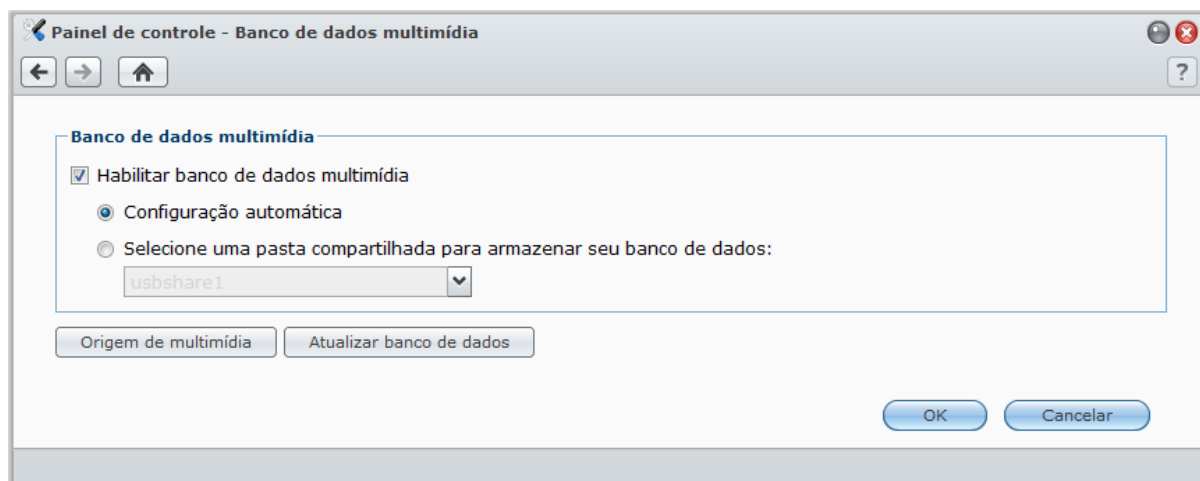 Painel de controle - Banco de dados multimídia
?
Banco de dados multimídia
Habilitar banco de dados multimídia
Configuração automática
Selecione uma pasta compartilhada para armazenar seu banco de dados:
usbshare1
Origem de multimídia Atualizar banco de dados
OK Cancelar